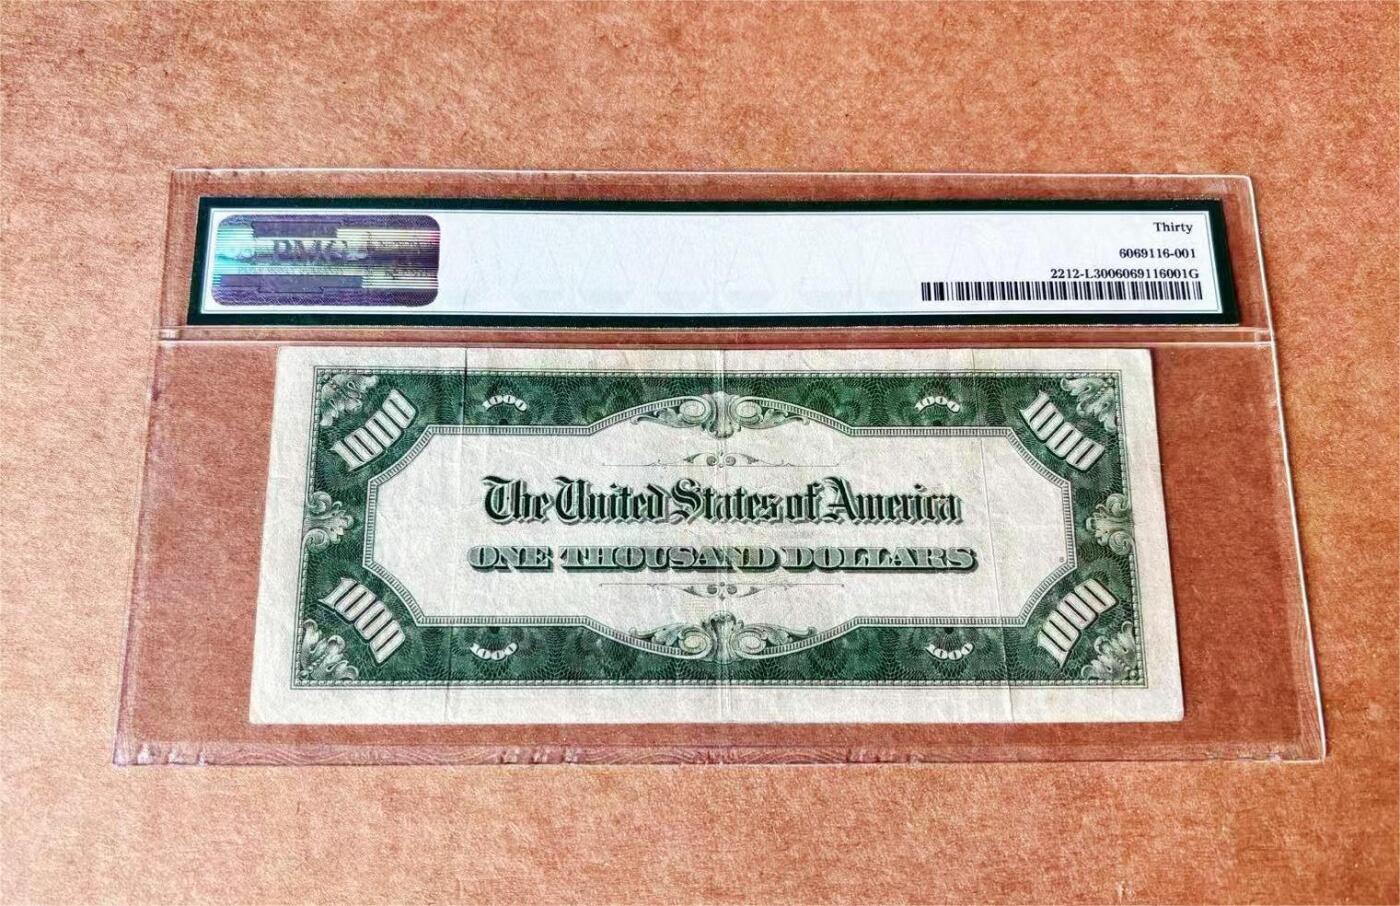 PMG
Thirty
6069116-001
2212-L3006069116001G
1000 1000 1000 1000
The United States of America
ONE THOUSAND DOLLARS
1000 1000 1000 1000